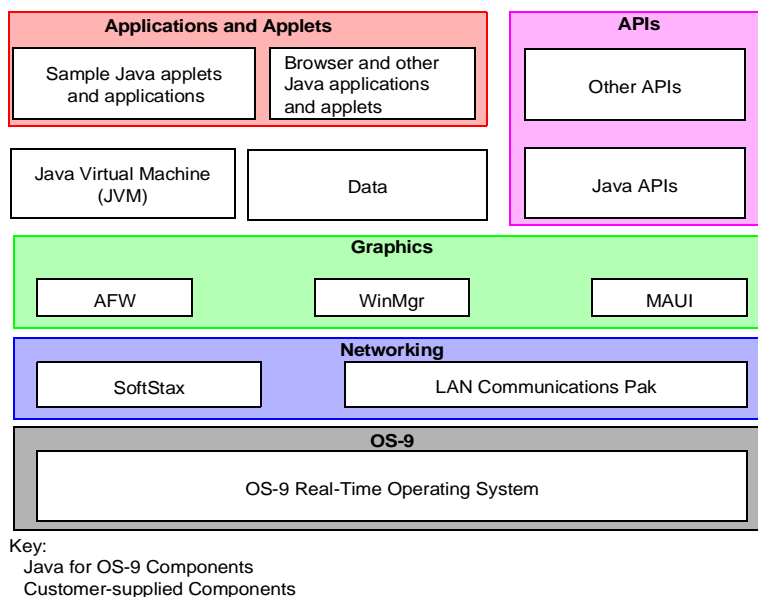 Applications and Applets
Sample Java applets
and applications
Browser and other
Java applications
and applets
APIs
Other APIs
Java APIs
Java Virtual Machine
(JVM)
Data
Graphics
AFW
WinMgr
MAUI
Networking
SoftStax
LAN Communications Pak
OS-9
OS-9 Real-Time Operating System
Key:
Java for OS-9 Components
Customer-supplied Components